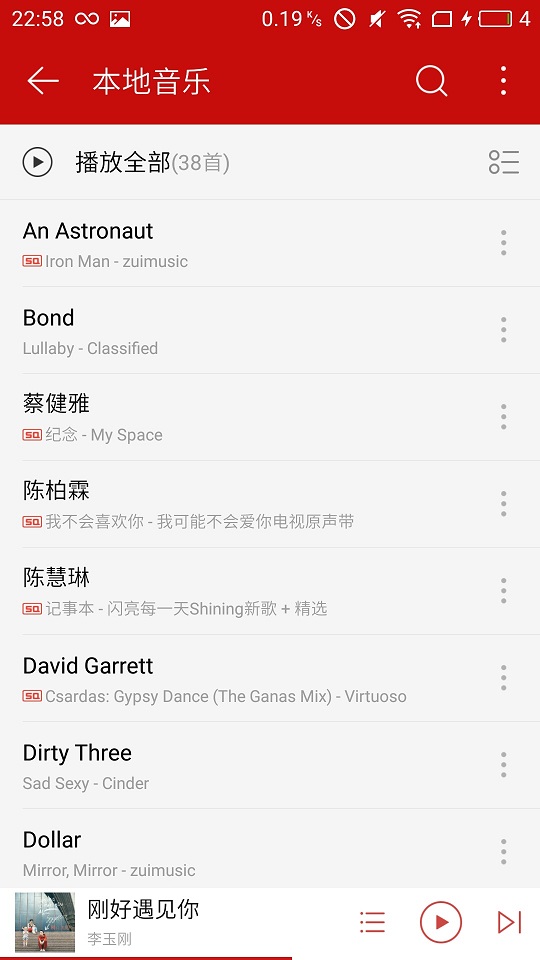 22:58 0.19 K/s 4
本地音乐
播放全部(38首)
An Astronaut
SQ Iron Man - zuimusic
Bond
Lullaby - Classified
蔡健雅
SQ 纪念 - My Space
陈柏霖
SQ 我不会喜欢你 - 我可能不会爱你电视原声带
陈慧琳
SQ 记事本 - 闪亮每一天Shining新歌 + 精选
David Garrett
SQ Csardas: Gypsy Dance (The Ganas Mix) - Virtuoso
Dirty Three
Sad Sexy - Cinder
Dollar
Mirror, Mirror - zuimusic
刚好遇见你
李玉刚